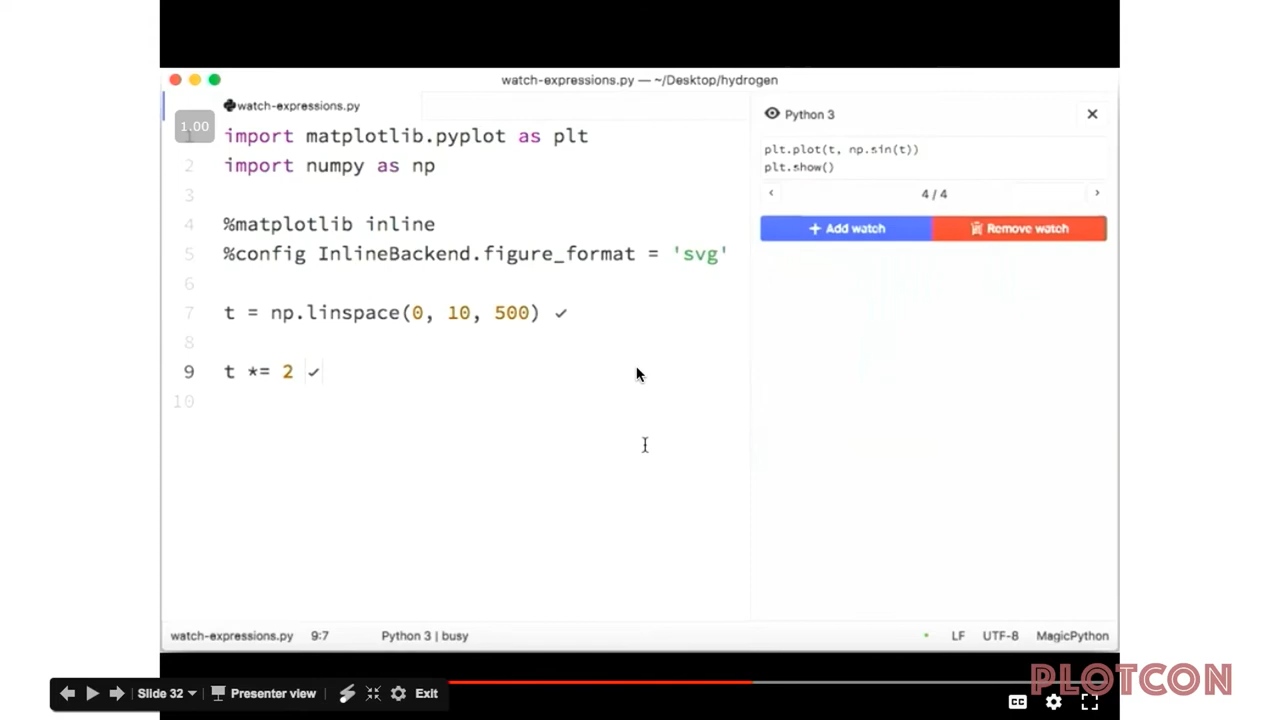 watch-expressions.py — ~/Desktop/hydrogen
watch-expressions.py
1.00
1 import matplotlib.pyplot as plt
2 import numpy as np
3
4 %matplotlib inline
5 %config InlineBackend.figure_format = 'svg'
6
7 t = np.linspace(0, 10, 500) ✓
8
9 t *= 2 ✓
10
Python 3
plt.plot(t, np.sin(t))
plt.show()
4 / 4
+ Add watch
Remove watch
watch-expressions.py 9:7 Python 3 | busy LF UTF-8 MagicPython
PLOTCON
Slide 32 Presenter view Exit
CC